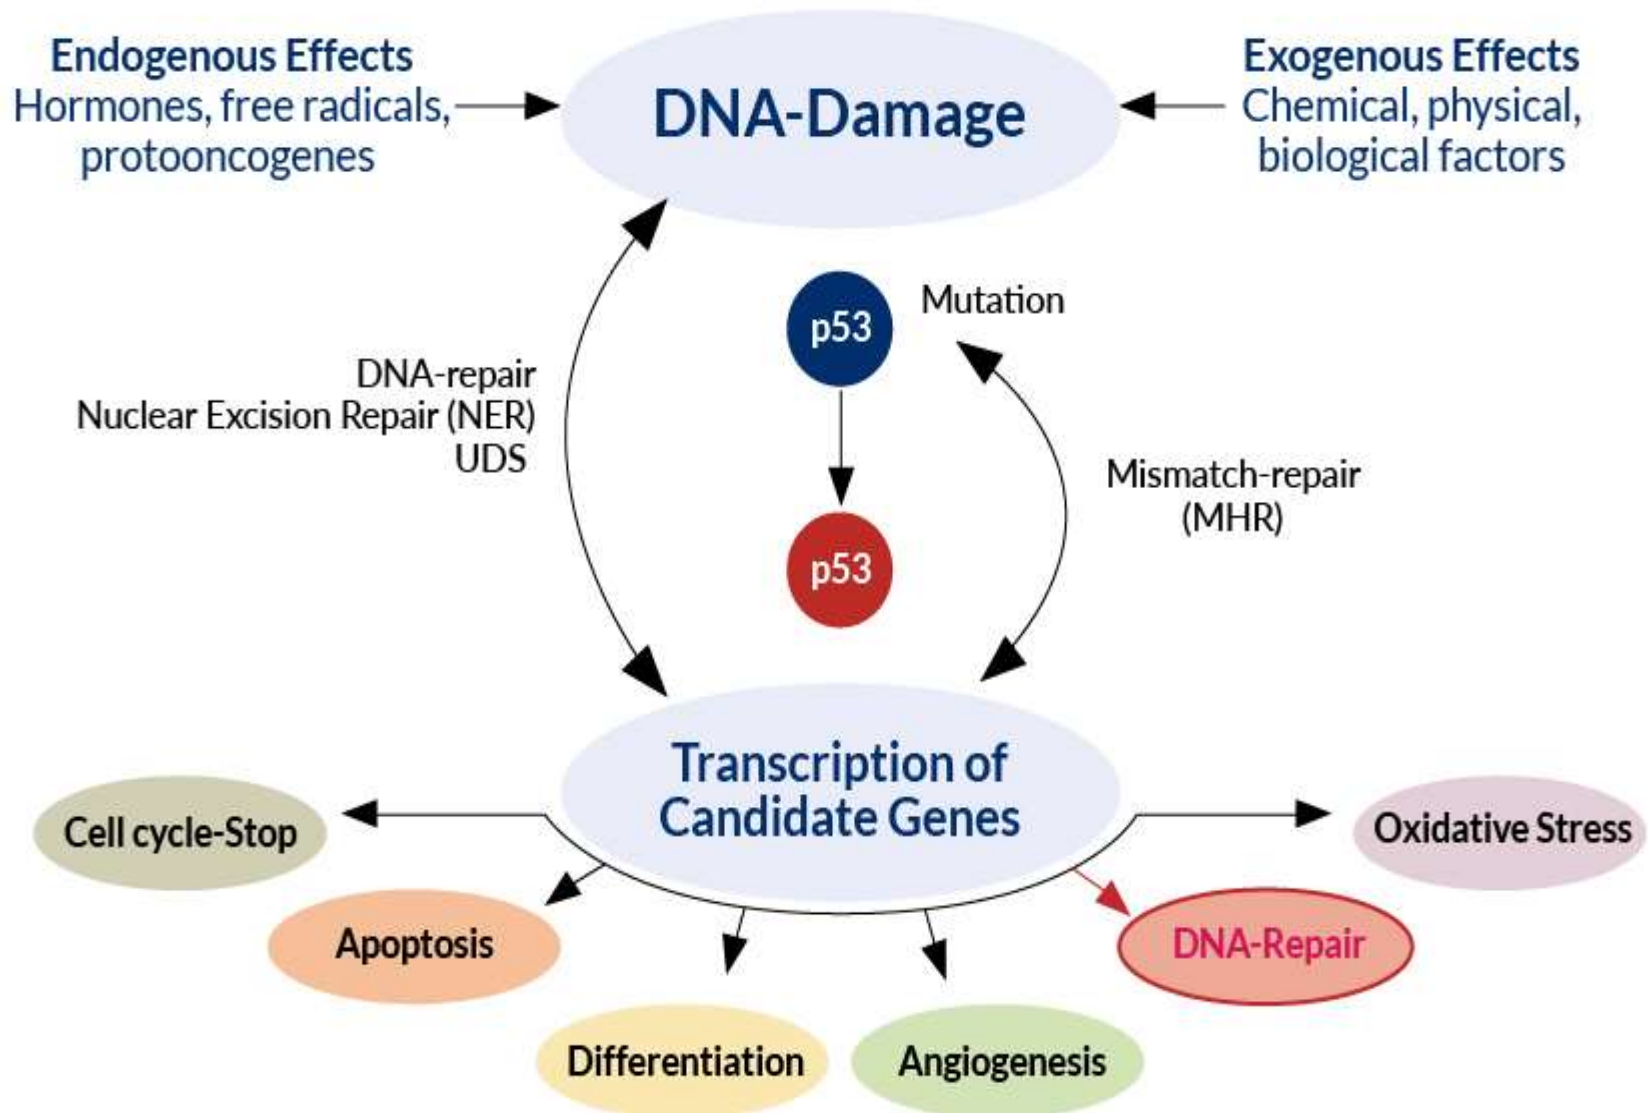 Endogenous Effects
Hormones, free radicals,
protooncogenes
DNA-Damage
Exogenous Effects
Chemical, physical,
biological factors
p53
Mutation
DNA-repair
Nuclear Excision Repair (NER)
UDS
Mismatch-repair
(MHR)
p53
Transcription of
Candidate Genes
Cell cycle-Stop
Oxidative Stress
Apoptosis
DNA-Repair
Differentiation
Angiogenesis